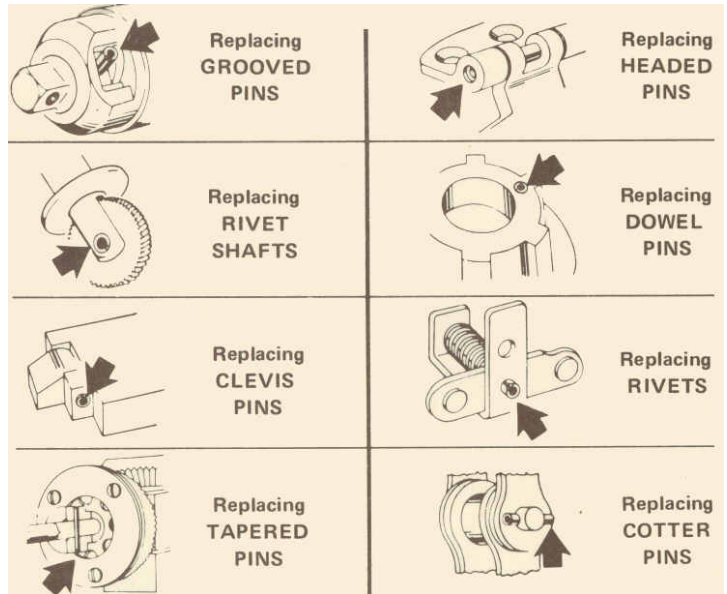 Replacing
GROOVED
PINS
Replacing
HEADED
PINS
Replacing
RIVET
SHAFTS
Replacing
DOWEL
PINS
Replacing
CLEVIS
PINS
Replacing
RIVETS
Replacing
TAPERED
PINS
Replacing
COTTER
PINS